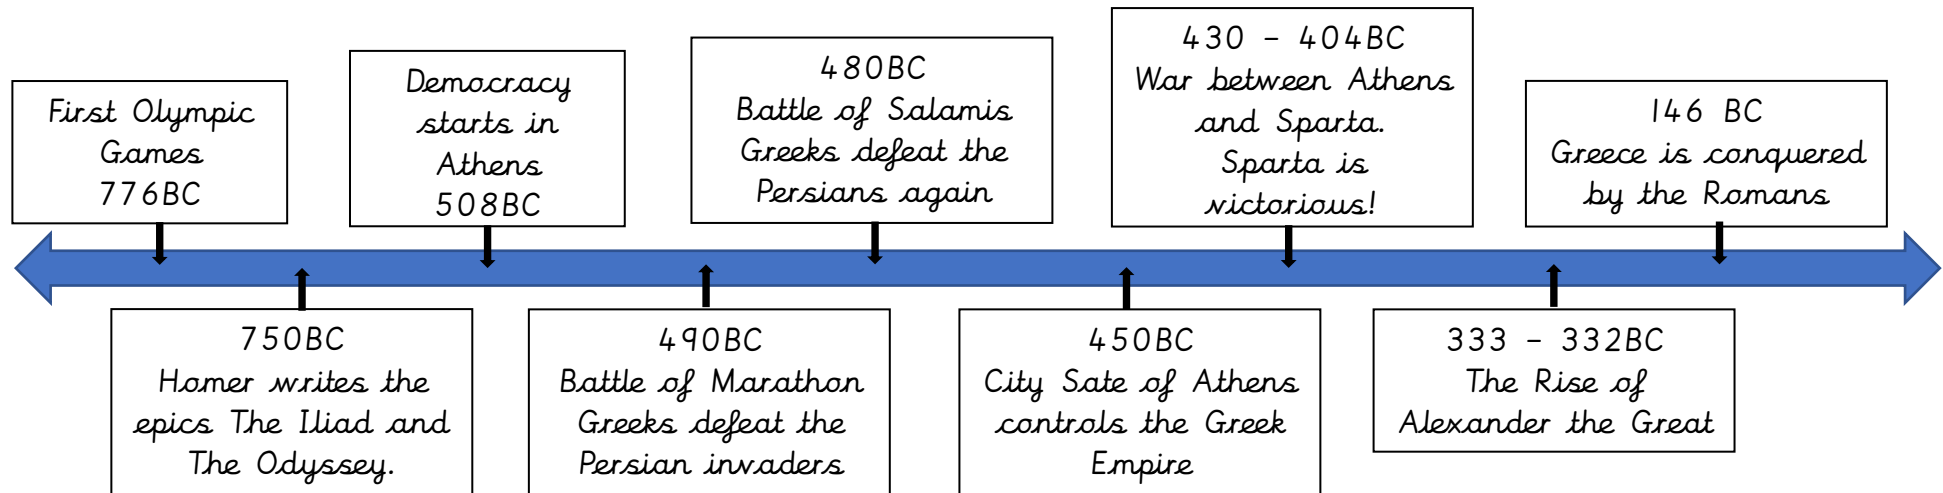 First Olympic
Games
776BC
750BC
Homer writes the
epics The Iliad and
The Odyssey.
Democracy
starts in
Athens
508BC
490BC
Battle of Marathon
Greeks defeat the
Persian invaders
480BC
Battle of Salamis
Greeks defeat the
Persians again
450BC
City Sate of Athens
controls the Greek
Empire
430 - 404BC
War between Athens
and Sparta.
Sparta is
victorious!
333 - 332BC
The Rise of
Alexander the Great
146 BC
Greece is conquered
by the Romans